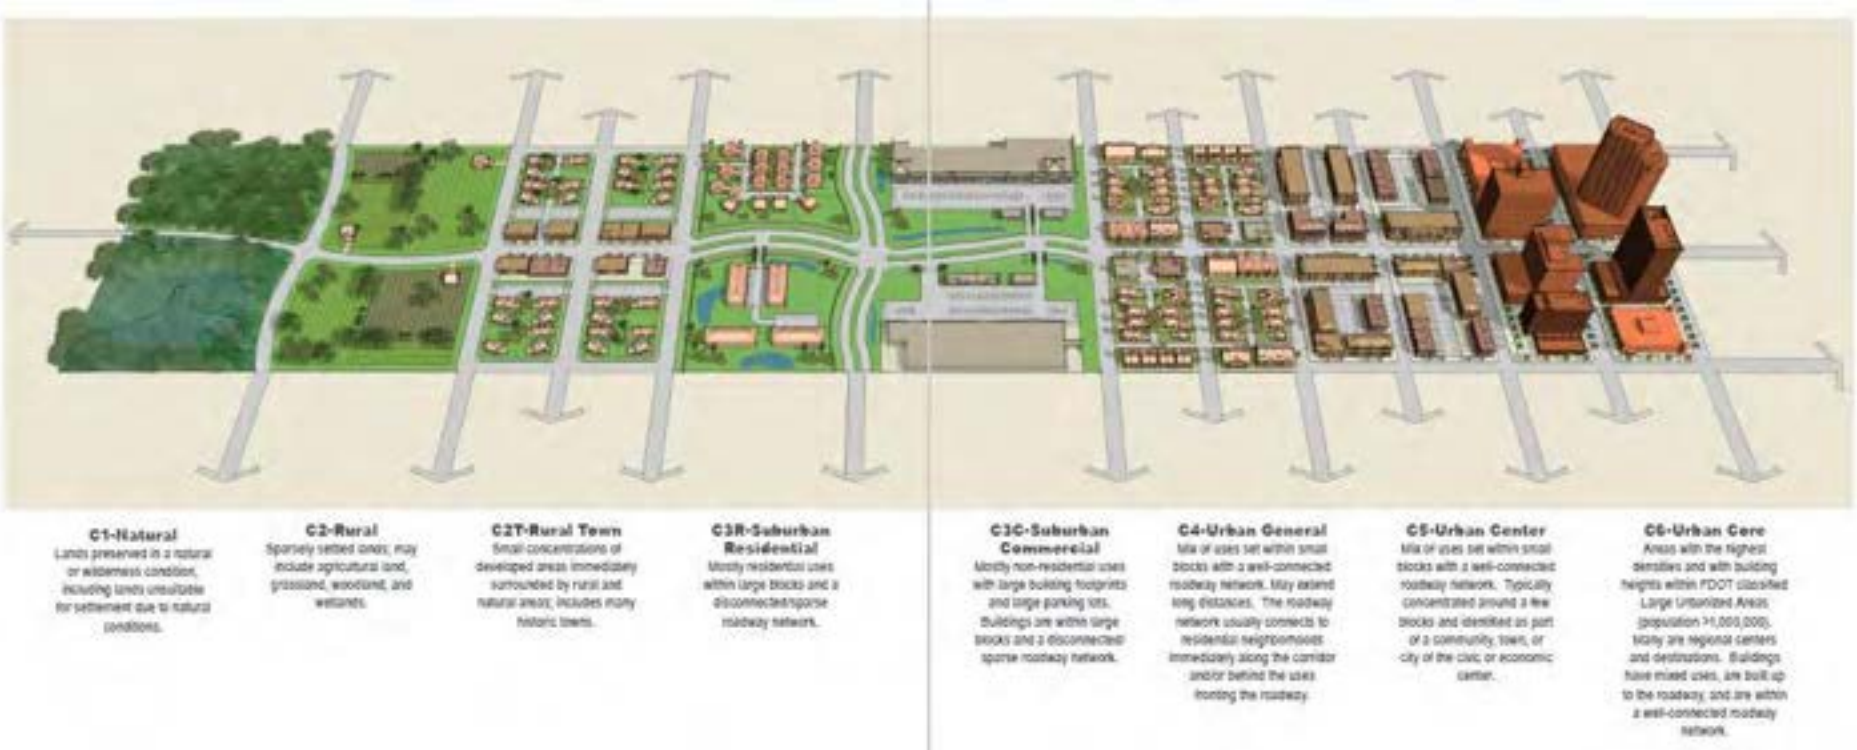 C1-Natural
Lands preserved in a natural
or wilderness condition,
including lands unsuitable
for settlement due to natural
conditions.
C2-Rural
Sparsely settled lands; may
include agricultural land,
grassland, woodland, and
wetlands.
C2T-Rural Town
Small concentrations of
developed areas immediately
surrounded by rural and
natural areas; includes many
historic towns.
C3R-Suburban
Residential
Mostly residential uses
within large blocks and a
disconnected/sparse
roadway network.
C3C-Suburban
Commercial
Mostly non-residential uses
with large building footprints
and large parking lots.
Buildings are within large
blocks and a disconnected/
sparse roadway network.
C4-Urban General
Mix of uses set within small
blocks with a well-connected
roadway network. May extend
long distances. The roadway
network usually connects to
residential neighborhoods
immediately along the corridor
and/or behind the uses
fronting the roadway.
C5-Urban Center
Mix of uses set within small
blocks with a well-connected
roadway network. Typically
concentrated around a few
blocks and identified as part
of a community, town, or
city of the civic or economic
center.
C6-Urban Core
Areas with the highest
densities and with building
heights within FDOT classified
Large Urbanized Areas
(population >1,000,000).
Many are regional centers
and destinations. Buildings
have mixed uses, are built up
to the roadway, and are within
a well-connected roadway
network.